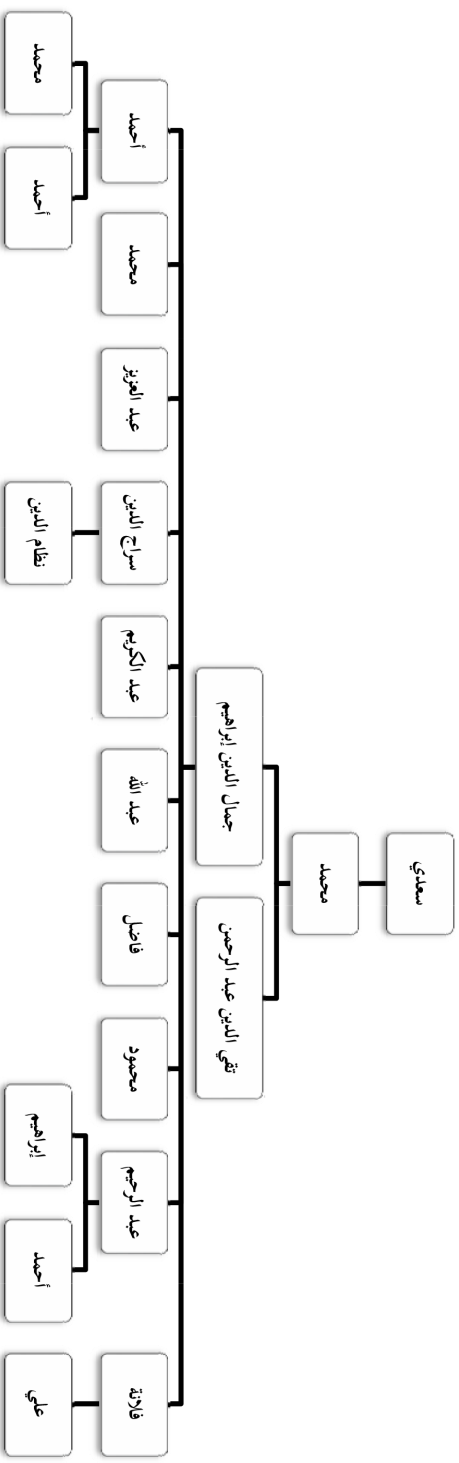 سعدي
محمد
جمال الدين إبراهيم
تقي الدين عبد الرحمن
أحمد
محمد
عبد العزيز
سراج الدين
عبد الكريم
عبد الله
فاضل
محمود
عبد الرحيم
فلانة
محمد
أحمد
نظام الدين
إبراهيم
أحمد
علي